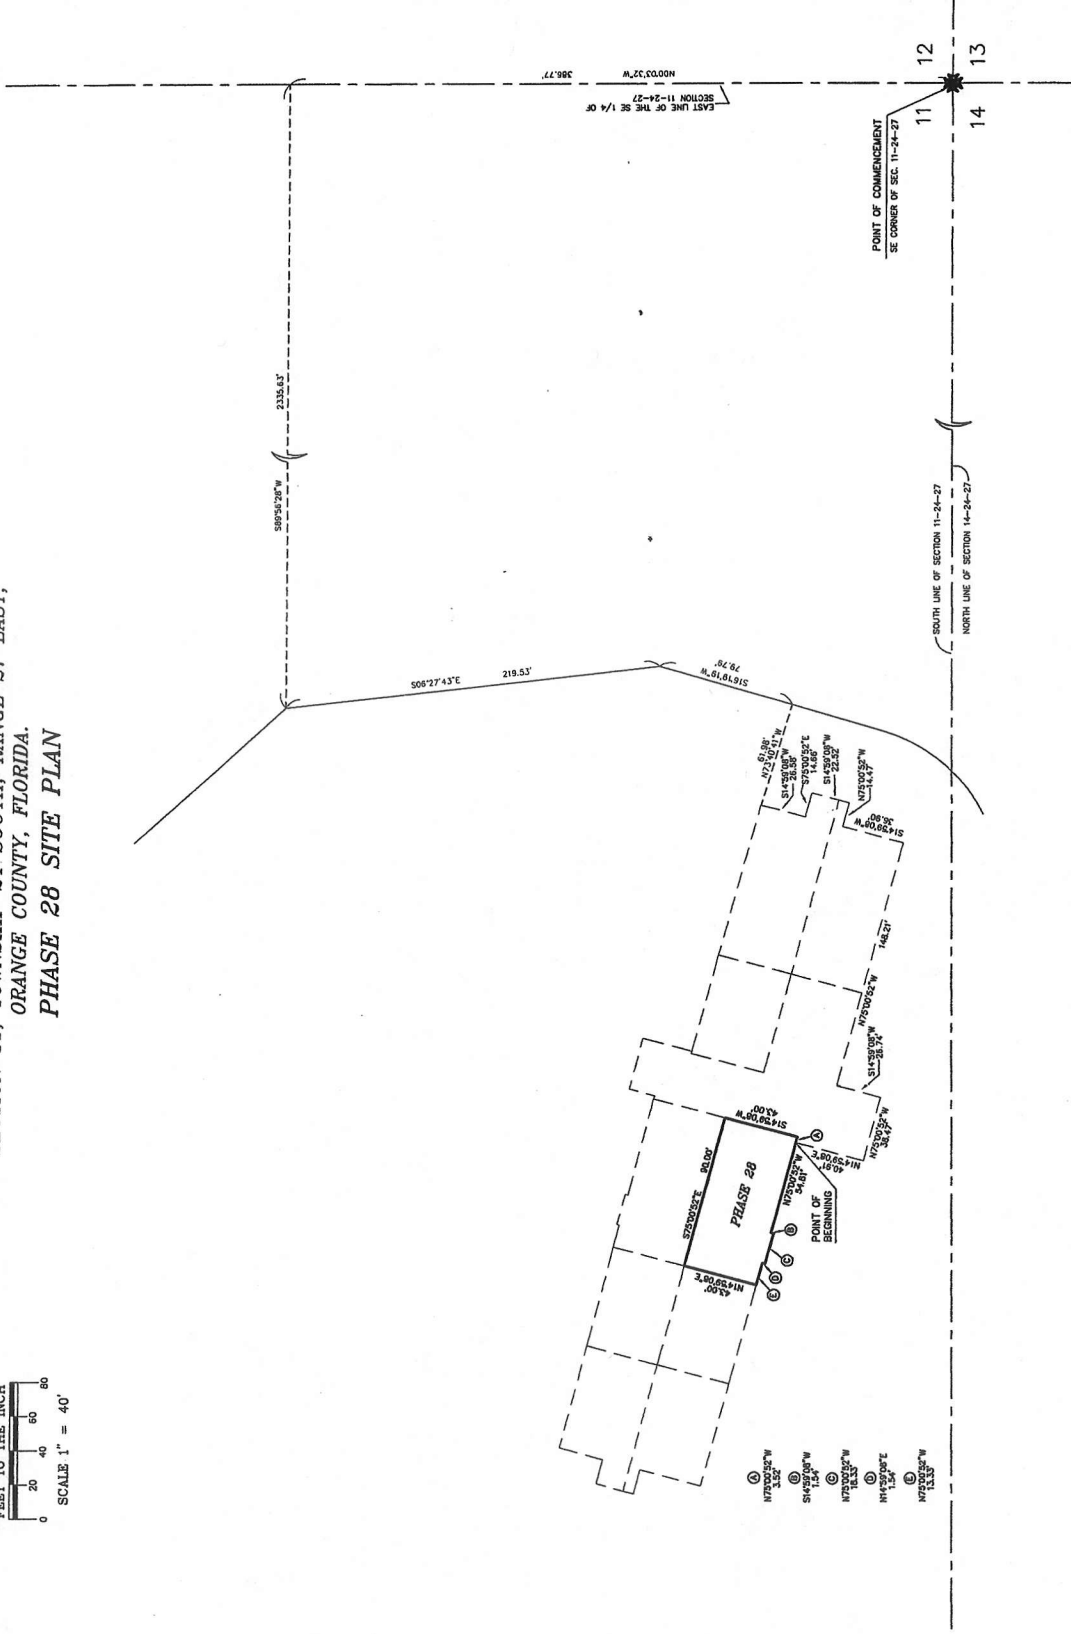 ORANGE COUNTY, FLORIDA.
PHASE 28 SITE PLAN
FEET TO THE INCH
0 20 40 60 80
SCALE 1" = 40'
N00°03'32"W 386.77'
EAST LINE OF THE SE 1/4 OF
SECTION 11-24-27
12
13
11
14
POINT OF COMMENCEMENT
SE CORNER OF SEC. 11-24-27
S89°56'28"W 2335.63'
SOUTH LINE OF SECTION 11-24-27
NORTH LINE OF SECTION 14-24-27
S06°27'43"E 219.53'
S16°19'19"W
79.79'
61.98'
N73°40'41"W
S14°59'08"W
26.58'
S75°00'52"E
14.66'
S14°59'08"W
22.52'
N75°00'52"W
14.47'
S14°59'08"W
36.90'
N75°00'52"W 148.21'
S14°59'08"W
25.74'
N75°00'52"W
38.47'
N14°59'08"E
40.91'
S14°59'08"W
43.00'
S75°00'52"E 90.00'
PHASE 28
N75°00'52"W
54.81'
N14°59'08"E
43.00'
POINT OF
BEGINNING
A
B
C
D
E
A
N75°00'52"W
3.52'
B
S14°59'08"W
1.54'
C
N75°00'52"W
18.33'
D
N14°59'08"E
1.54'
E
N75°00'52"W
13.33'